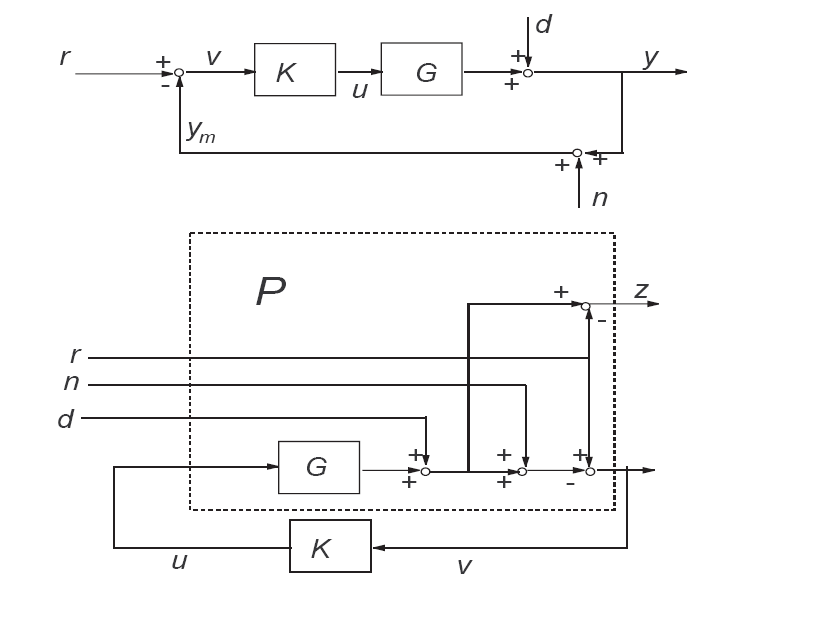 d
r + v + y
- K u G +
y_m
+ +
n
P
+ z
-
r
n
d
G + + +
+ + -
K
u v